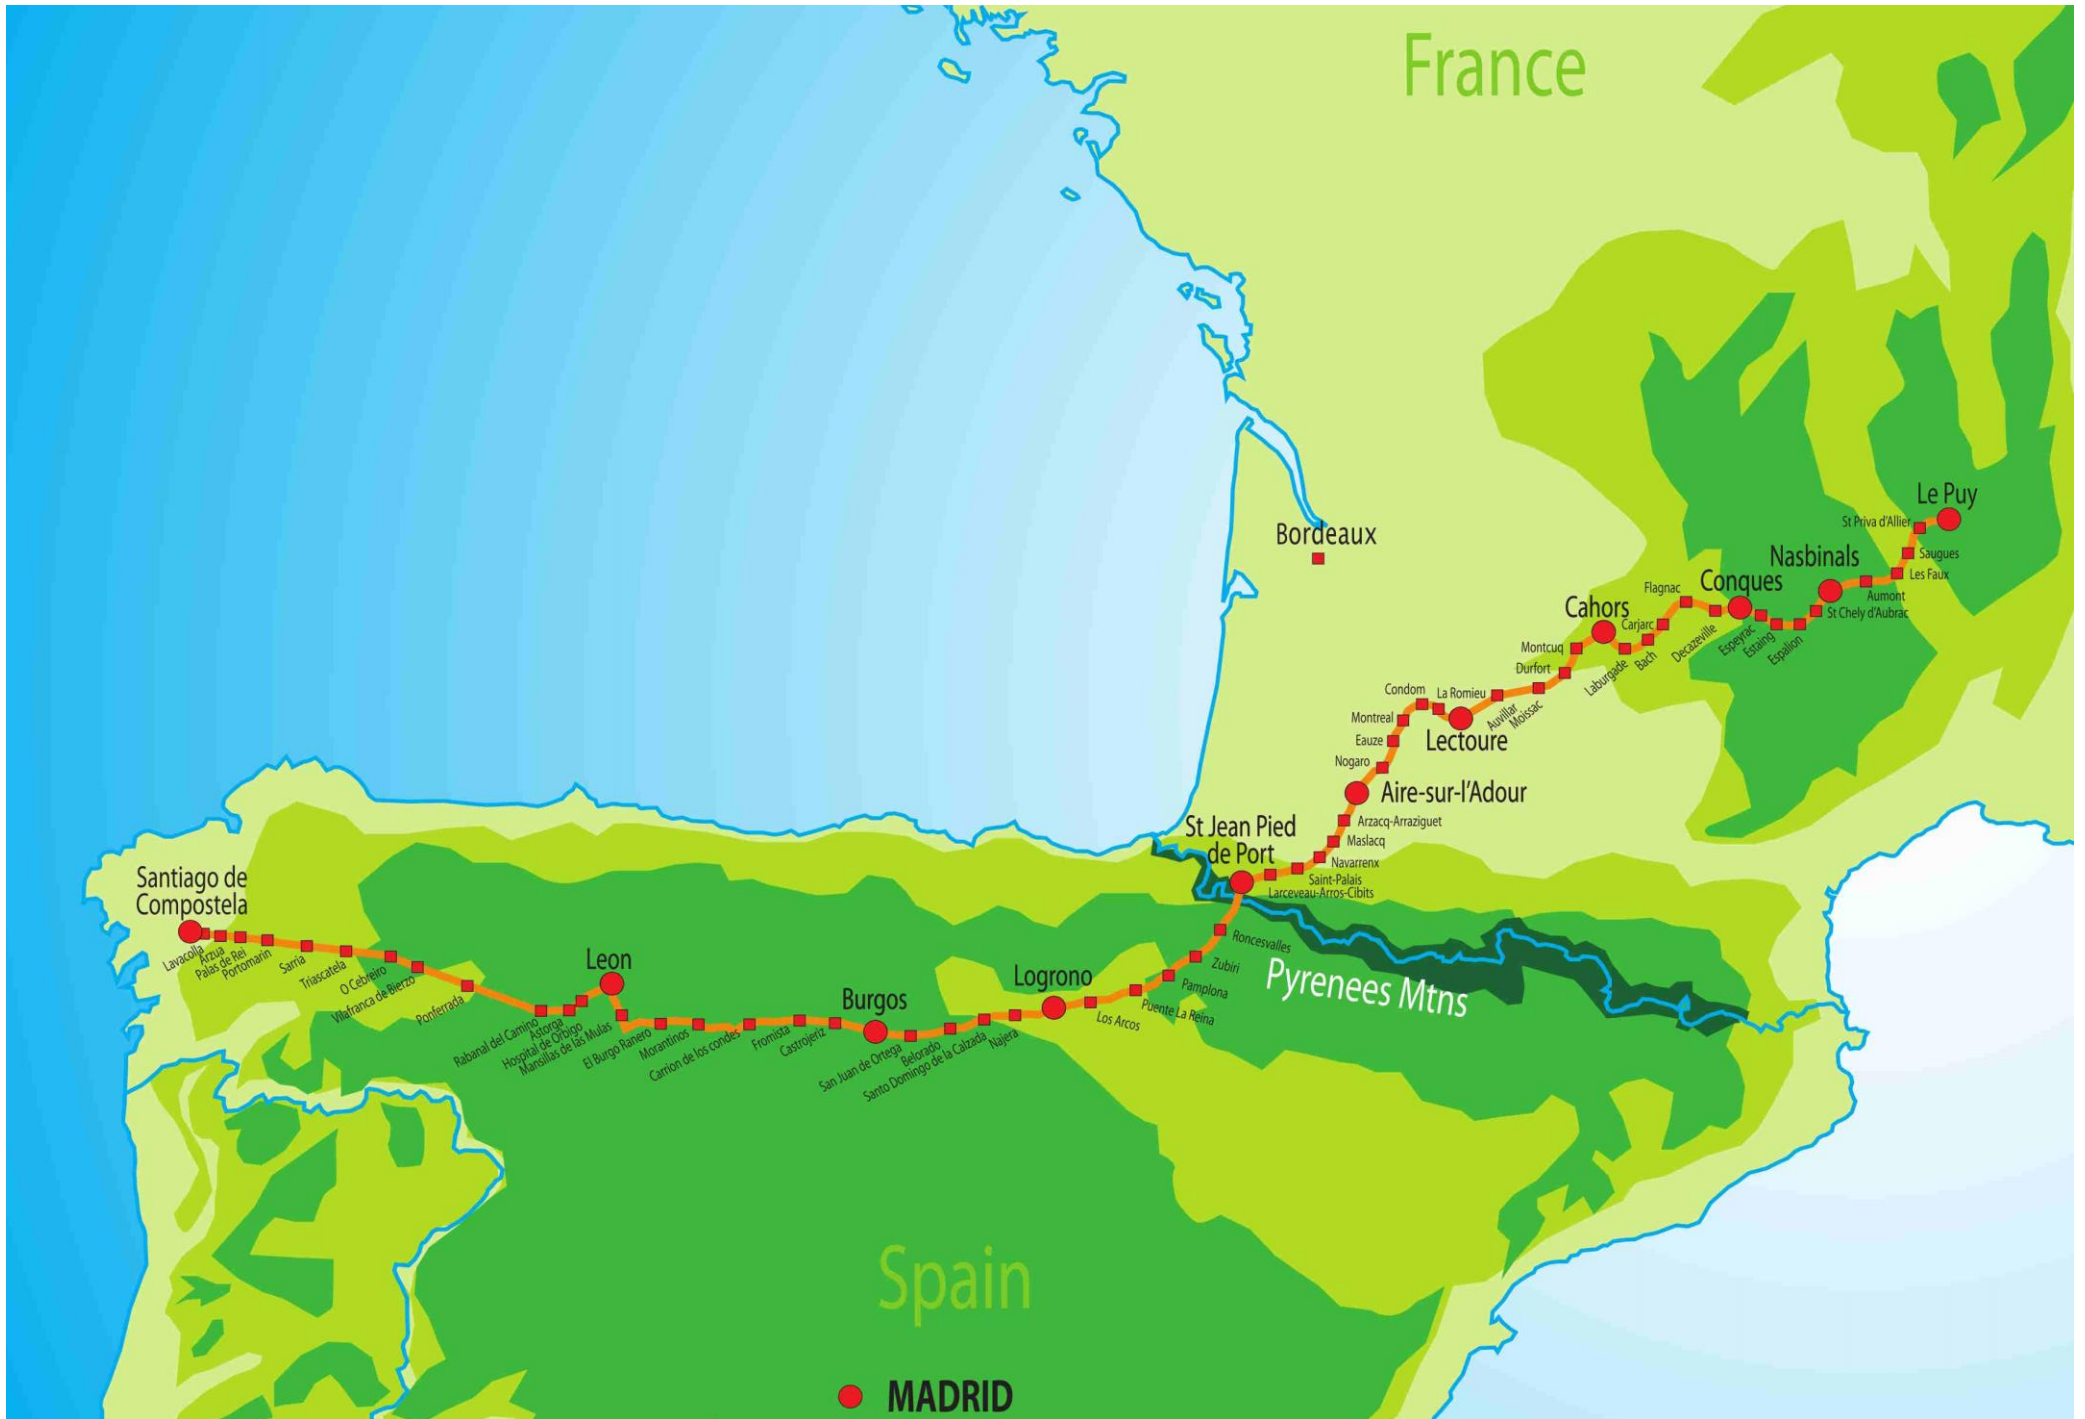 France
Le Puy
St Priva d'Allier
Saugues
Les Faux
Bordeaux
Nasbinals
Aumont
St Chely d'Aubrac
Conques
Flagnac
Cahors
Carjarc
Decazeville
Espeyrac
Estaing
Espalion
Montcuq
Laburgade
Bach
Durfort
Condom
La Romieu
Auvillar
Moissac
Montreal
Lectoure
Eauze
Nogaro
Aire-sur-l'Adour
Arzacq-Arraziguet
St Jean Pied
de Port
Maslacq
Navarrenx
Saint-Palais
Larceveau-Arros-Cibits
Santiago de
Compostela
Lavacolla
Arzua
Palas de Rei
Portomarin
Sarria
Triascatela
O Cebreiro
Vilafranca de Bierzo
Ponferrada
Leon
Rabanal del Camino
Astorga
Hospital de Orbigo
Mansillas de las Mulas
El Burgo Ranero
Morantinos
Carrion de los condes
Fromista
Castrojeriz
Burgos
San Juan de Ortega
Belorado
Santo Domingo de la Calzada
Najera
Logrono
Los Arcos
Puente La Reina
Pamplona
Zubiri
Roncesvalles
Pyrenees Mtns
Spain
MADRID